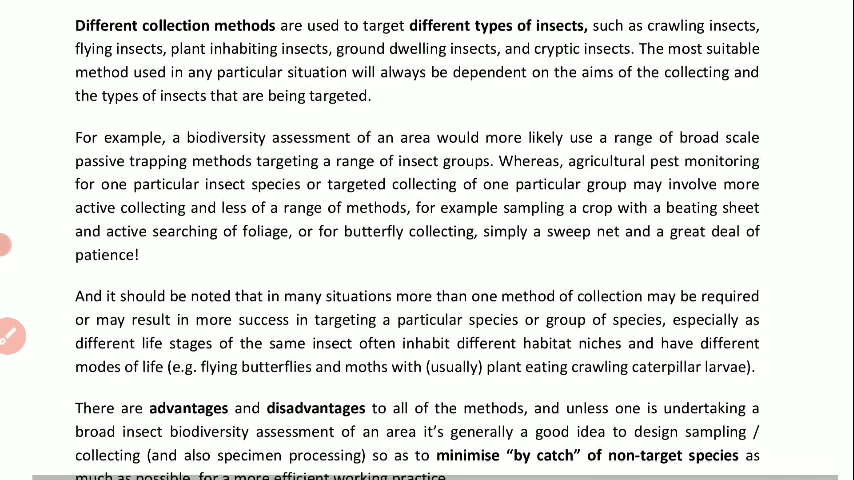 Different collection methods are used to target different types of insects, such as crawling insects,
flying insects, plant inhabiting insects, ground dwelling insects, and cryptic insects. The most suitable
method used in any particular situation will always be dependent on the aims of the collecting and
the types of insects that are being targeted.
For example, a biodiversity assessment of an area would more likely use a range of broad scale
passive trapping methods targeting a range of insect groups. Whereas, agricultural pest monitoring
for one particular insect species or targeted collecting of one particular group may involve more
active collecting and less of a range of methods, for example sampling a crop with a beating sheet
and active searching of foliage, or for butterfly collecting, simply a sweep net and a great deal of
patience!
And it should be noted that in many situations more than one method of collection may be required
or may result in more success in targeting a particular species or group of species, especially as
different life stages of the same insect often inhabit different habitat niches and have different
modes of life (e.g. flying butterflies and moths with (usually) plant eating crawling caterpillar larvae).
There are advantages and disadvantages to all of the methods, and unless one is undertaking a
broad insect biodiversity assessment of an area it's generally a good idea to design sampling /
collecting (and also specimen processing) so as to minimise “by catch” of non-target species as
much as possible, for a more efficient working practice.